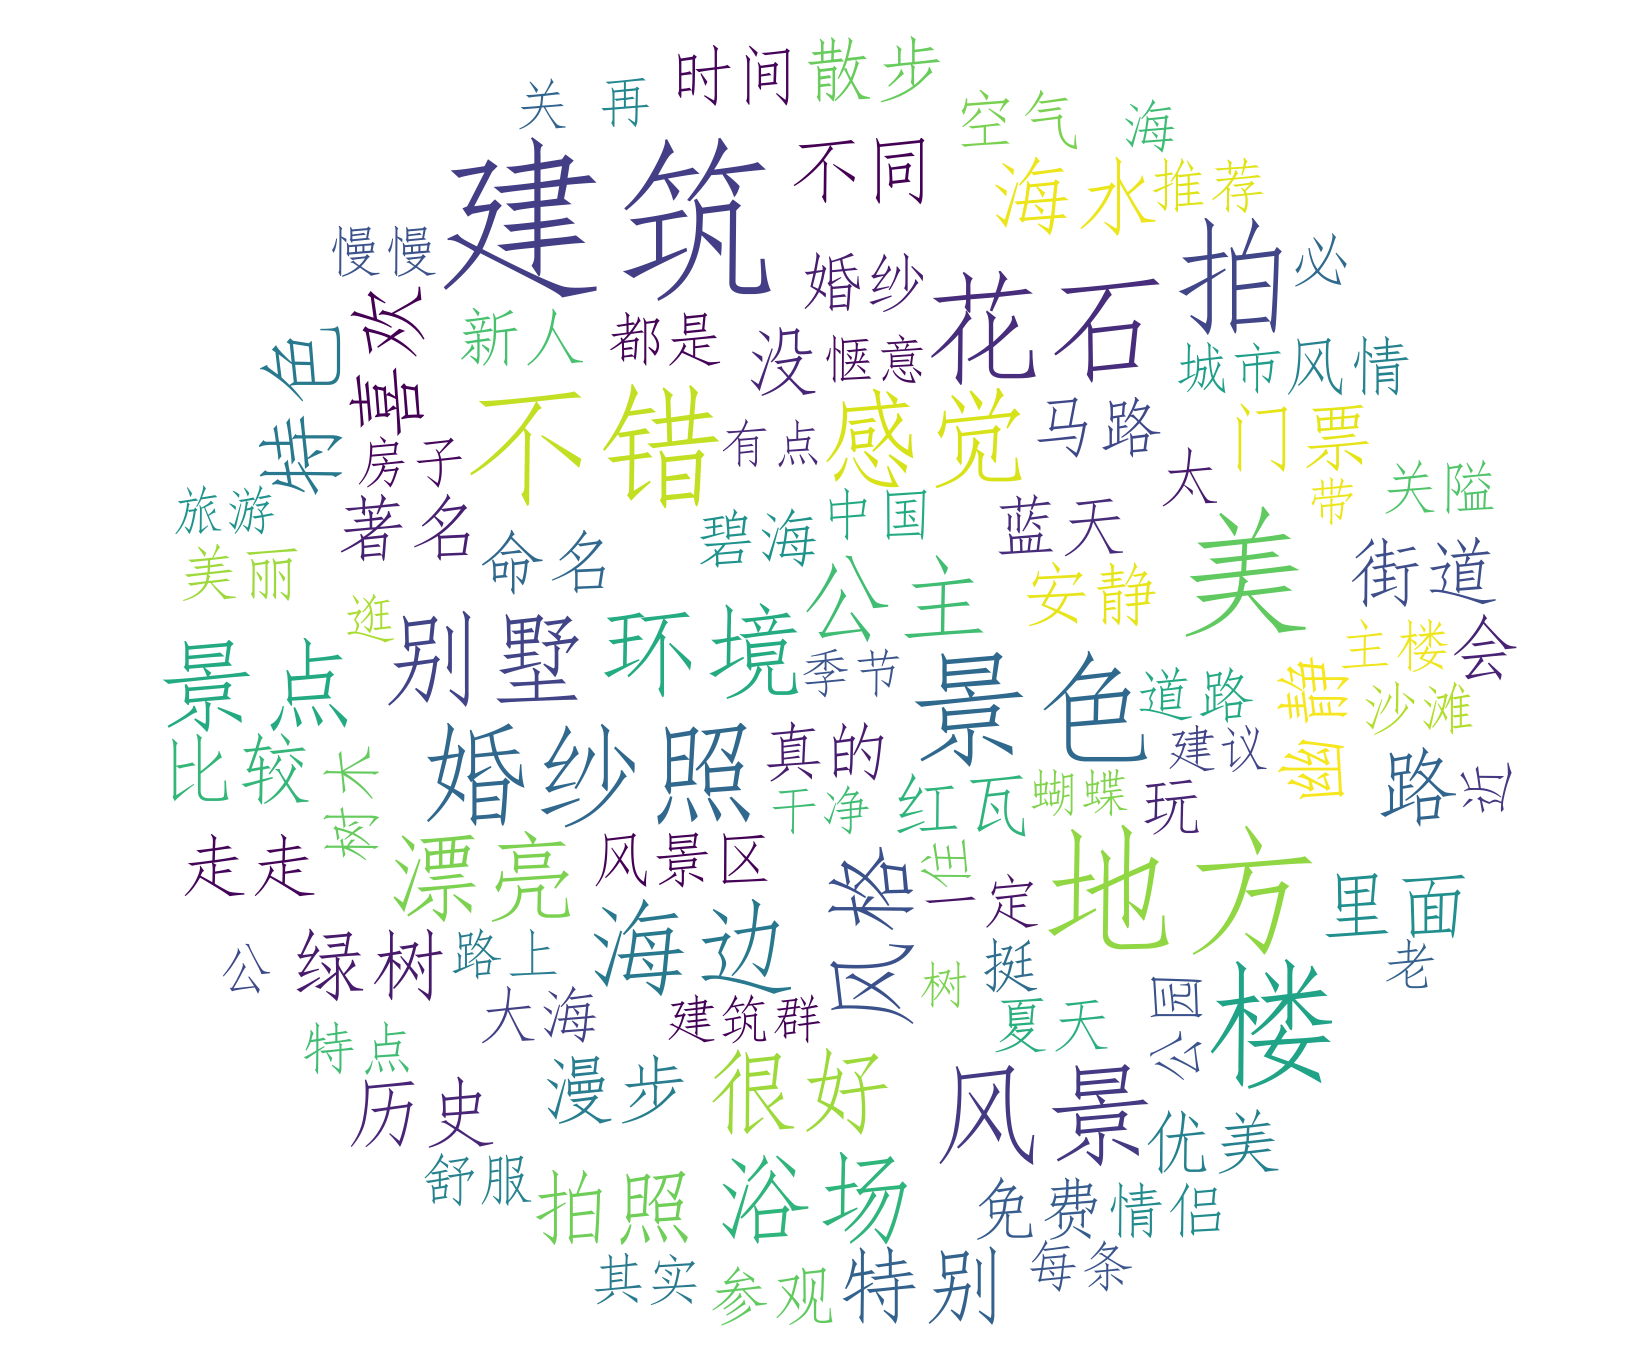 时间
散步
关
再
空气
海
建筑
不同
海水
推荐
慢慢
婚纱
拍
必
喜欢
花石
特色
新人
都是
没
惬意
城市
风情
不错
感觉
马路
门票
房子
有点
太
关隘
带
旅游
著名
碧海
中国
蓝天
美
街道
美丽
命名
公主
安静
逛
别墅
环境
季节
主楼
会
景点
景色
道路
幽静
沙滩
比较
婚纱照
真的
建议
路
近
树木
干净
红瓦
蝴蝶
玩
走走
漂亮
风景区
风格
住
一定
地方
里面
公
绿树
路上
海边
树
挺
老
特点
大海
建筑群
夏天
公园
楼
历史
漫步
很好
风景
优美
舒服
拍照
浴场
免费
情侣
其实
参观
特别
每条